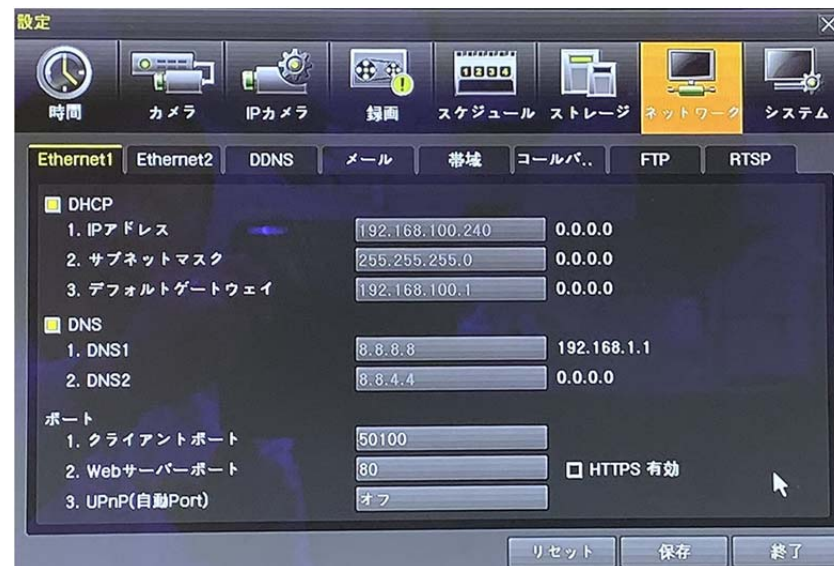 設定
時間 カメラ IPカメラ 録画 スケジュール ストレージ ネットワーク システム
Ethernet1 Ethernet2 DDNS メール 帯域 コールバ.. FTP RTSP
DHCP
1. IPアドレス 192.168.100.240 0.0.0.0
2. サブネットマスク 255.255.255.0 0.0.0.0
3. デフォルトゲートウェイ 192.168.100.1 0.0.0.0
DNS
1. DNS1 8.8.8.8 192.168.1.1
2. DNS2 8.8.4.4 0.0.0.0
ポート
1. クライアントポート 50100
2. Webサーバーポート 80 HTTPS 有効
3. UPnP(自動Port) オフ
リセット 保存 終了